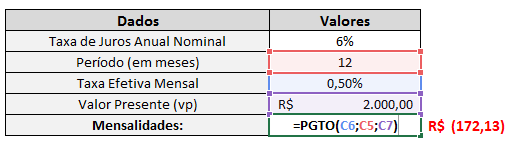 Dados Valores
Taxa de Juros Anual Nominal 6%
Período (em meses) 12
Taxa Efetiva Mensal 0,50%
Valor Presente (vp) R$ 2.000,00
Mensalidades: =PGTO(C6;C5;C7) R$ (172,13)